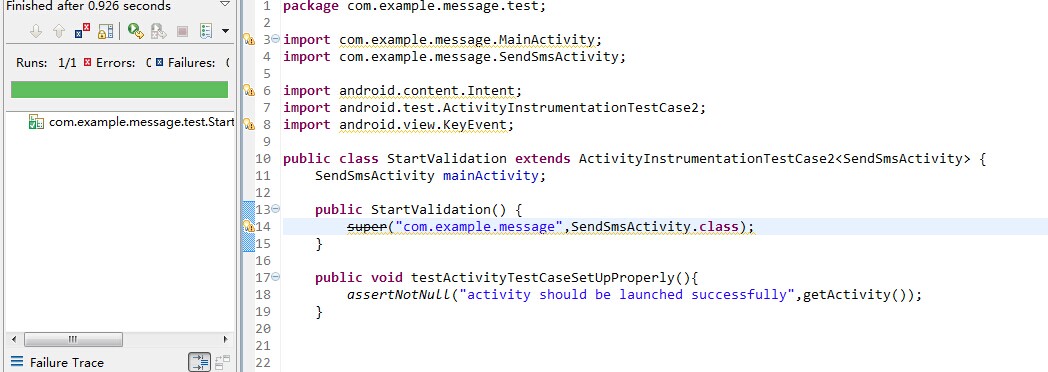 Finished after 0.926 seconds
Runs: 1/1 Errors: Failures:
com.example.message.test.Start
Failure Trace
1 package com.example.message.test;
2
3 import com.example.message.MainActivity;
4 import com.example.message.SendSmsActivity;
6 import android.content.Intent;
7 import android.test.ActivityInstrumentationTestCase2;
8 import android.view.KeyEvent;
9
10 public class StartValidation extends ActivityInstrumentationTestCase2<SendSmsActivity> {
11 SendSmsActivity mainActivity;
12
13 public StartValidation() {
14 super("com.example.message",SendSmsActivity.class);
15 }
16
17 public void testActivityTestCaseSetUpProperly(){
18 assertNotNull("activity should be launched successfully",getActivity());
19 }
20
21
22